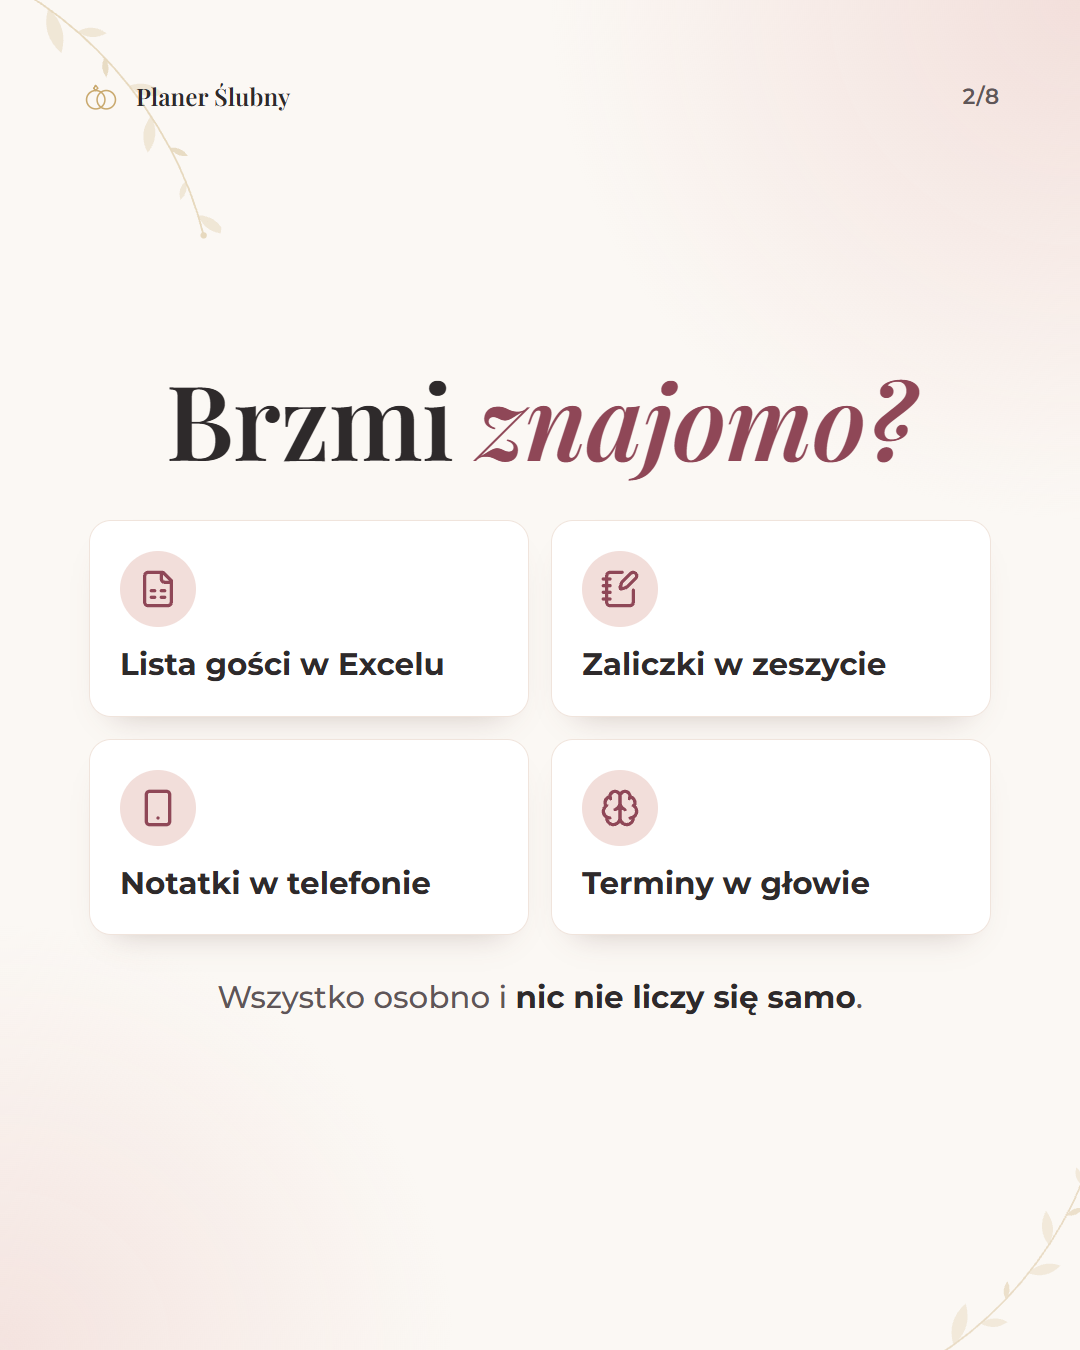 Planer Ślubny
2/8
Brzmi znajomo?
Lista gości w Excelu
Zaliczki w zeszycie
Notatki w telefonie
Terminy w głowie
Wszystko osobno i nic nie liczy się samo.